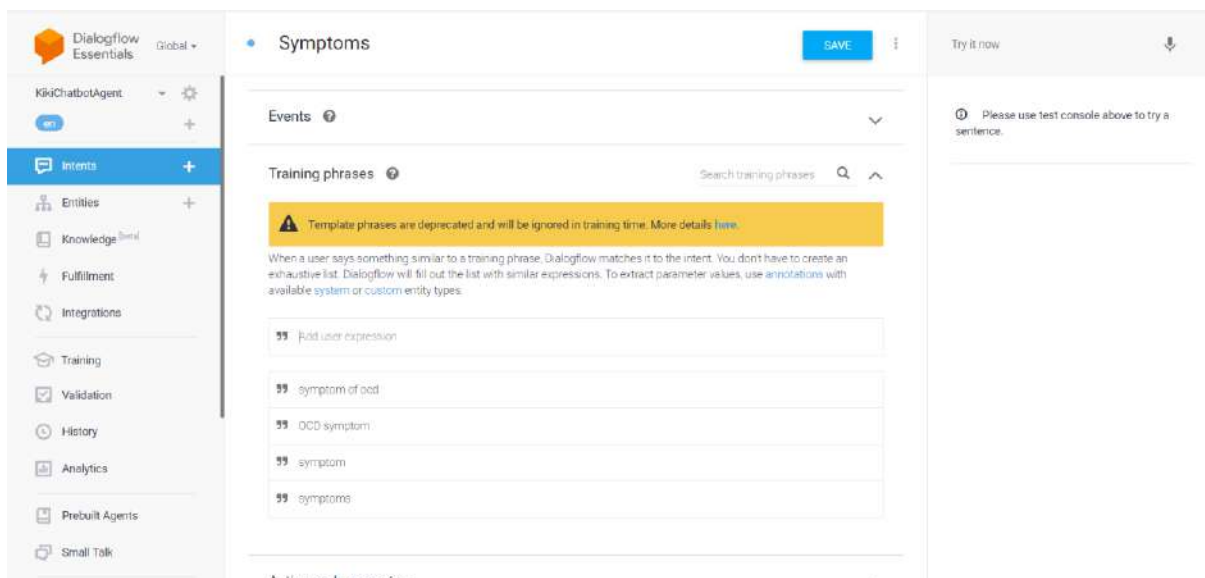 Dialogflow
Essentials
Global
KikiChatbotAgent
en
Intents
Entities
Knowledge
Fulfillment
Integrations
Training
Validation
History
Analytics
Prebuilt Agents
Small Talk
Symptoms
SAVE
Events
Training phrases
Search training phrases
Template phrases are deprecated and will be ignored in training time. More details here.
When a user says something similar to a training phrase, Dialogflow matches it to the intent. You don't have to create an
exhaustive list. Dialogflow will fill out the list with similar expressions. To extract parameter values, use annotations with
available system or custom entity types.
Add user expression
symptom of ocd
OCD symptom
symptom
symptoms
Try it now
Please use test console above to try a
sentence.